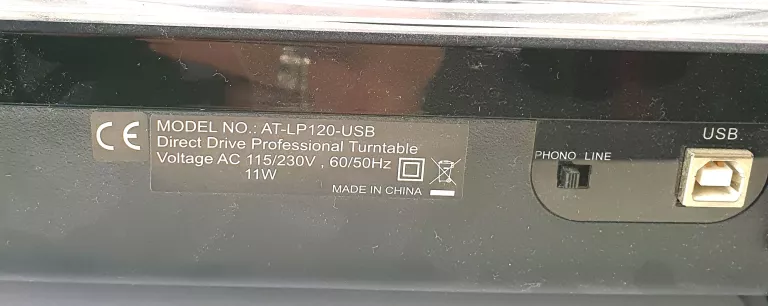 CE
MODEL NO.: AT-LP120-USB
Direct Drive Professional Turntable
Voltage AC 115/230V , 60/50Hz
11W
MADE IN CHINA
USB
PHONO LINE